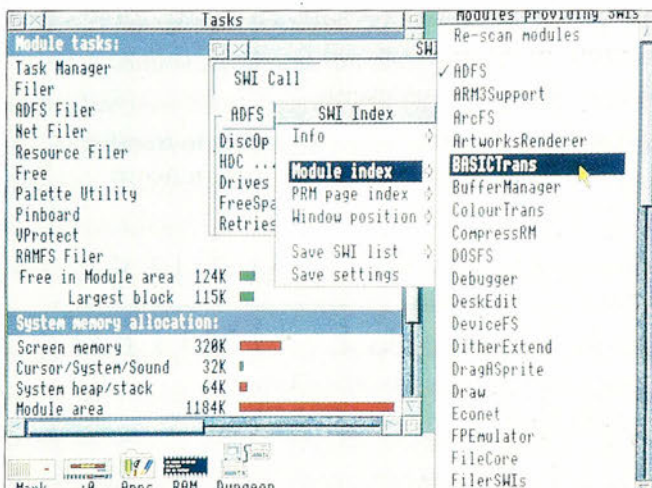 Tasks
Module tasks:
Task Manager
Filer
ADFS Filer
Net Filer
Resource Filer
Free
Palette Utility
Pinboard
VProtect
RAMFS Filer
Free in Module area 124K
Largest block 115K
System memory allocation:
Screen memory 320K
Cursor/System/Sound 32K
System heap/stack 64K
Module area 1184K
SWI
SWI Call
ADFS
DiscOp
HDC ...
Drives
FreeSpa
Retries
SWI Index
Info
Module index
PRM page index
Window position
Save SWI list
Save settings
Modules providing SWIs
Re-scan modules
ADFS
ARM3Support
ArcFS
ArtworksRenderer
BASICTrans
BufferManager
ColourTrans
CompressRM
DOSFS
Debugger
DeskEdit
DeviceFS
DitherExtend
DragASprite
Draw
Econet
FPEmulator
FileCore
FilerSWIs
Mark :0 Apps RAM Dungeon